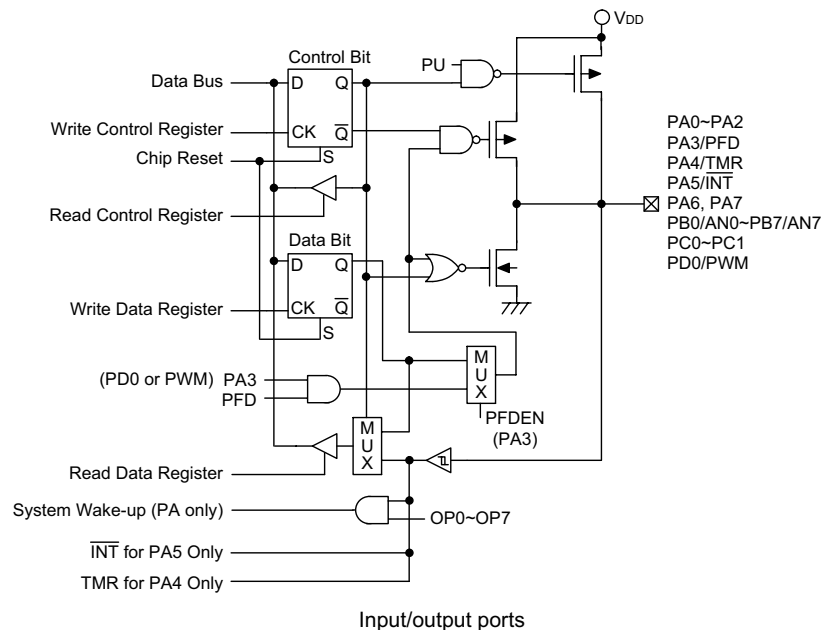 VDD
Control Bit
PU
Data Bus
D
Q
Write Control Register
CK
Q̅
Chip Reset
S
Read Control Register
PA0~PA2
PA3/PFD
PA4/TMR
PA5/I̅N̅T̅
PA6, PA7
PB0/AN0~PB7/AN7
PC0~PC1
PD0/PWM
Data Bit
D
Q
Write Data Register
CK
Q̅
S
MUX
(PD0 or PWM)
PA3
PFD
PFDEN
(PA3)
MUX
Read Data Register
System Wake-up (PA only)
OP0~OP7
I̅N̅T̅ for PA5 Only
TMR for PA4 Only
Input/output ports